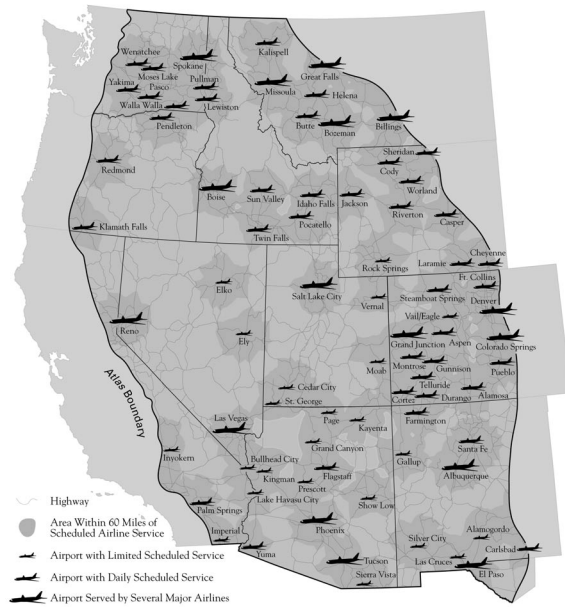 Kalispell
Wenatchee
Spokane
Great Falls
Moses Lake
Pullman
Yakima
Pasco
Missoula
Helena
Walla Walla
Lewiston
Butte
Bozeman
Billings
Pendleton
Sheridan
Cody
Redmond
Worland
Boise
Sun Valley
Idaho Falls
Jackson
Riverton
Pocatello
Casper
Klamath Falls
Twin Falls
Cheyenne
Rock Springs
Laramie
Ft. Collins
Elko
Salt Lake City
Vernal
Steamboat Springs
Denver
Vail/Eagle
Reno
Ely
Grand Junction
Aspen
Colorado Springs
Moab
Montrose
Gunnison
Pueblo
Telluride
Cedar City
Cortes
Durango
Alamosa
St. George
Atlas Boundary
Las Vegas
Page
Kayenta
Farmington
Inyokern
Bullhead City
Grand Canyon
Santa Fe
Gallup
Kingman
Flagstaff
Albuquerque
Prescott
Highway
Lake Havasu City
Show Low
Palm Springs
Area Within 60 Miles of
Scheduled Airline Service
Imperial
Phoenix
Silver City
Alamogordo
Carlsbad
Airport with Limited Scheduled Service
Yuma
Tucson
Las Cruces
El Paso
Airport with Daily Scheduled Service
Sierra Vista
Airport Served by Several Major Airlines